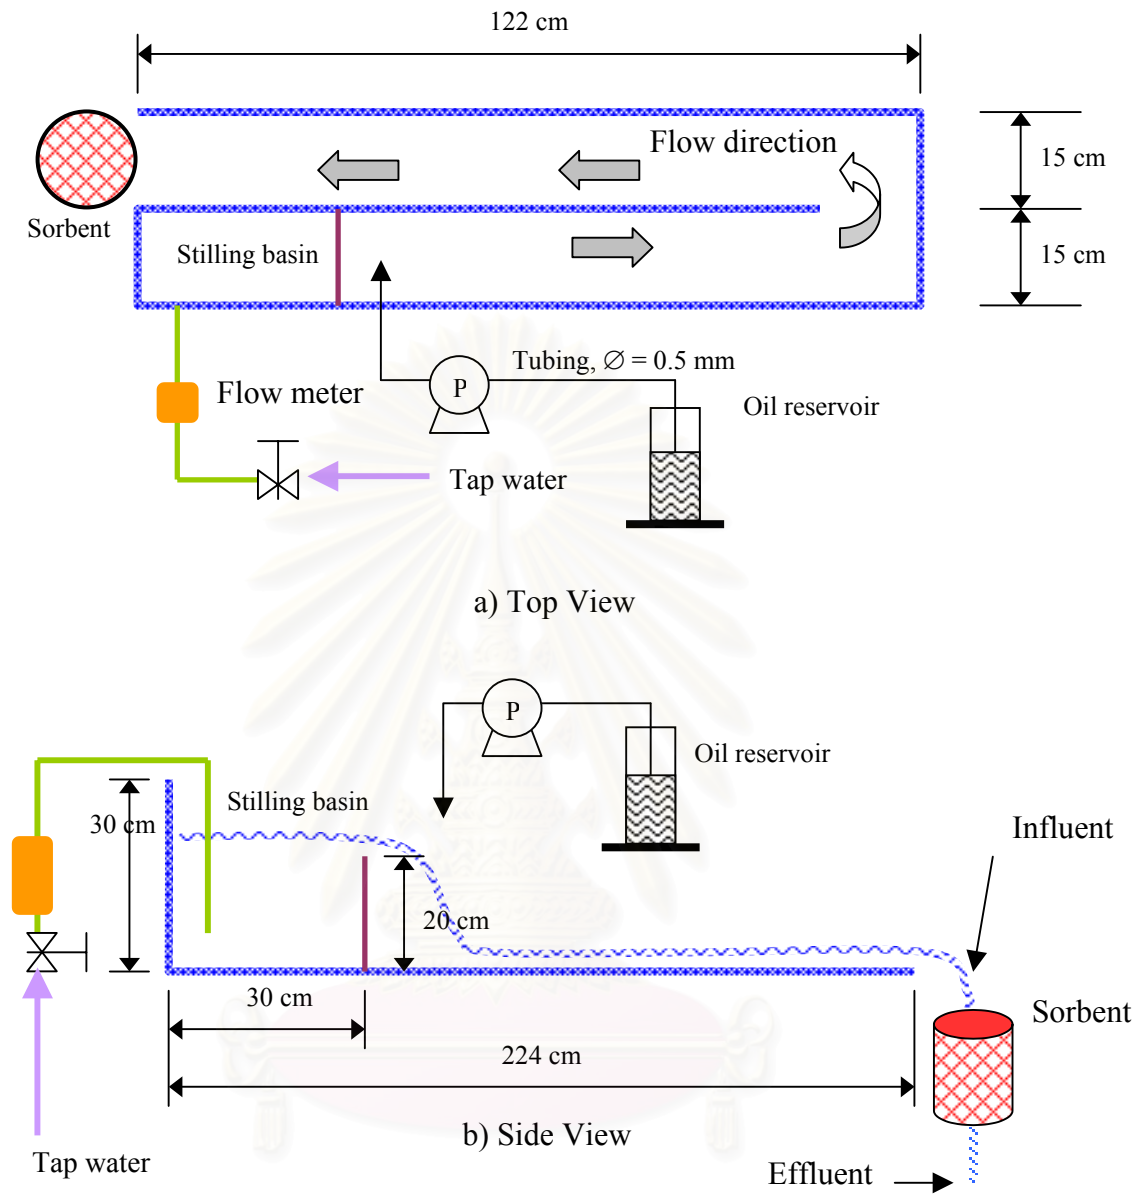 122 cm
Flow direction
15 cm
Sorbent
Stilling basin
15 cm
Tubing, ∅ = 0.5 mm
P
Flow meter
Oil reservoir
Tap water
a) Top View
P
Oil reservoir
Stilling basin
30 cm
Influent
20 cm
30 cm
Sorbent
224 cm
b) Side View
Tap water
Effluent